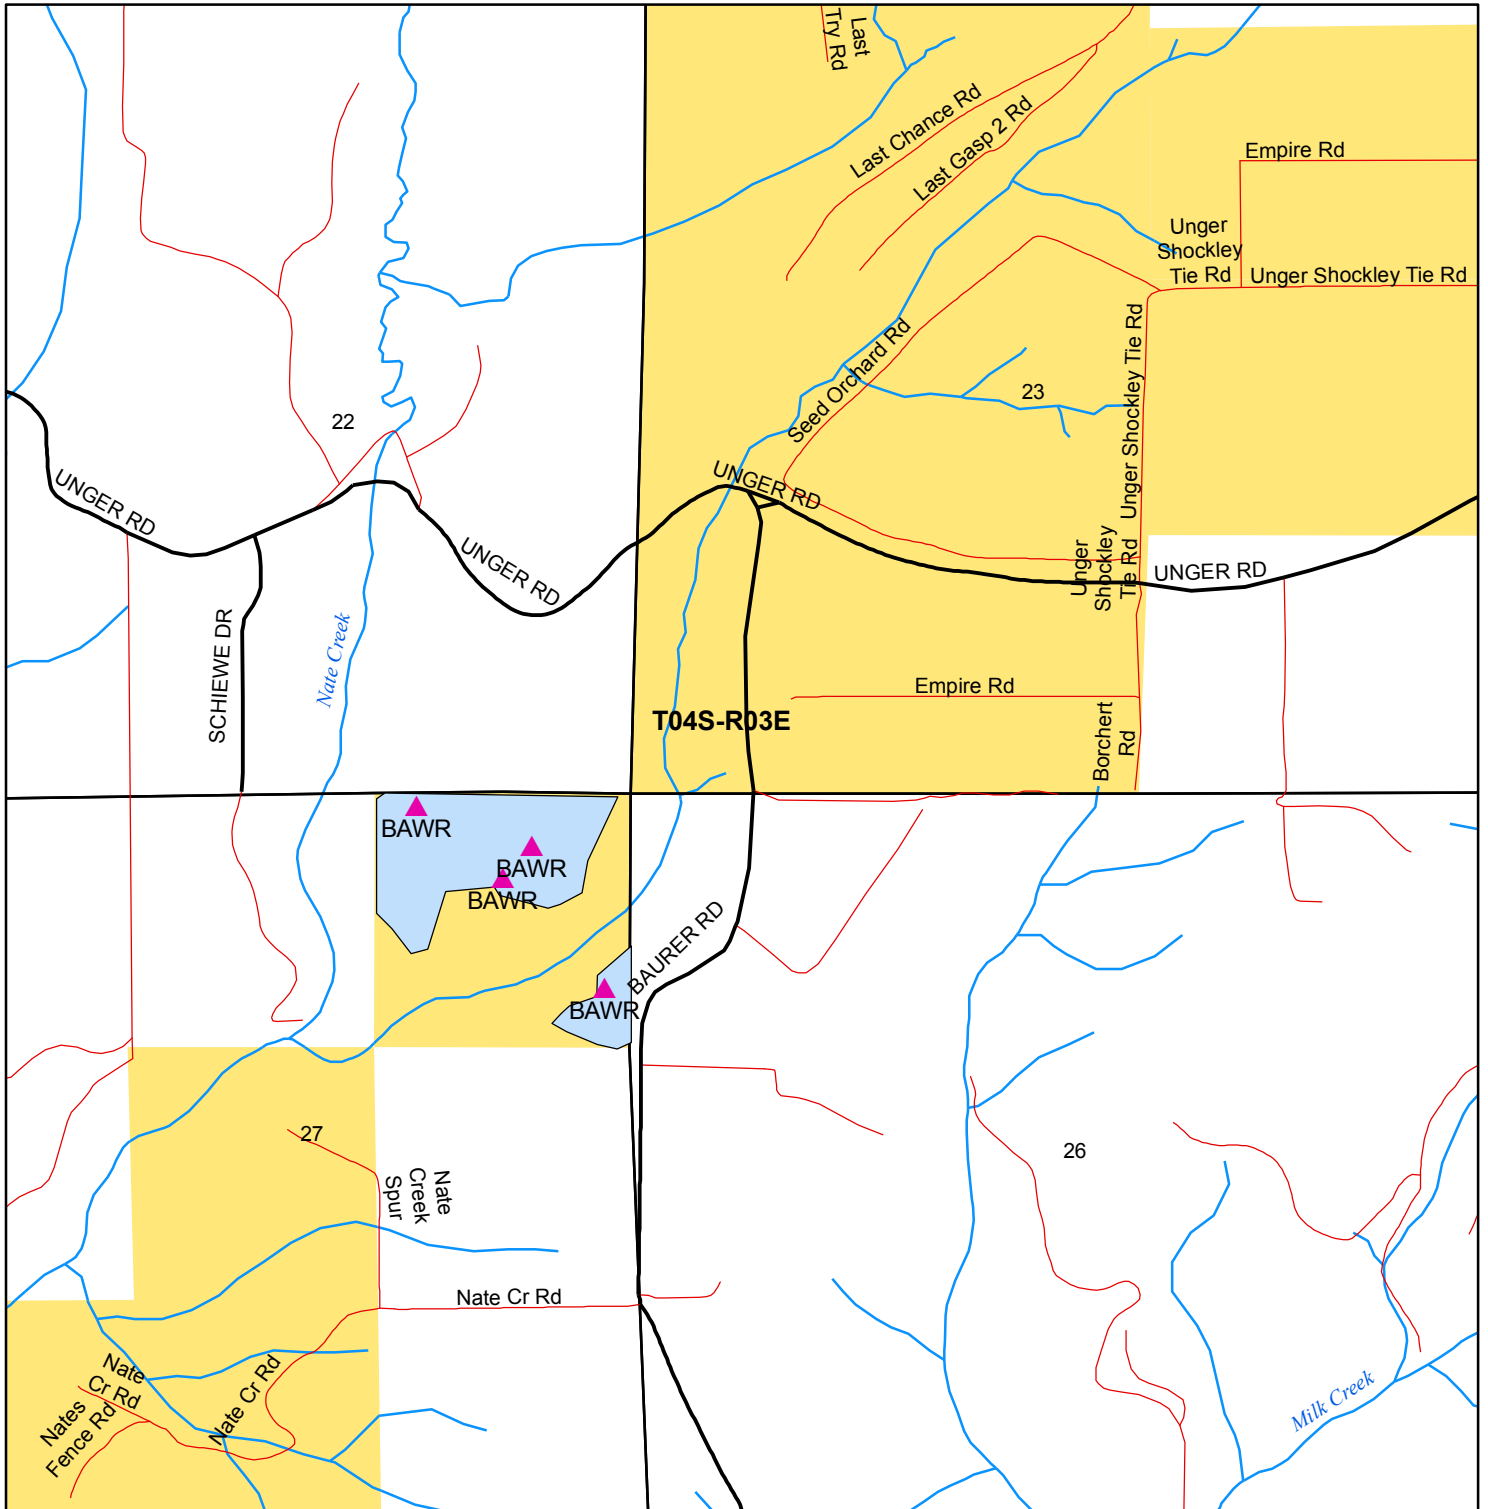 Last
Try Rd
Last Chance Rd
Last Gasp 2 Rd
Empire Rd
Unger
Shockley
Tie Rd
Unger Shockley Tie Rd
Seed Orchard Rd
Unger Shockley Tie Rd
23
22
UNGER RD
UNGER RD
UNGER RD
Unger
Shockley
Tie Rd
UNGER RD
SCHIEWE DR
Nate Creek
Empire Rd
T04S-R03E
Borchert
Rd
BAWR
BAWR
BAWR
BAURER RD
BAWR
27
26
Nate
Creek
Spur
Nate Cr Rd
Nate
Cr Rd
Nate Cr Rd
Nates
Fence Rd
Milk Creek